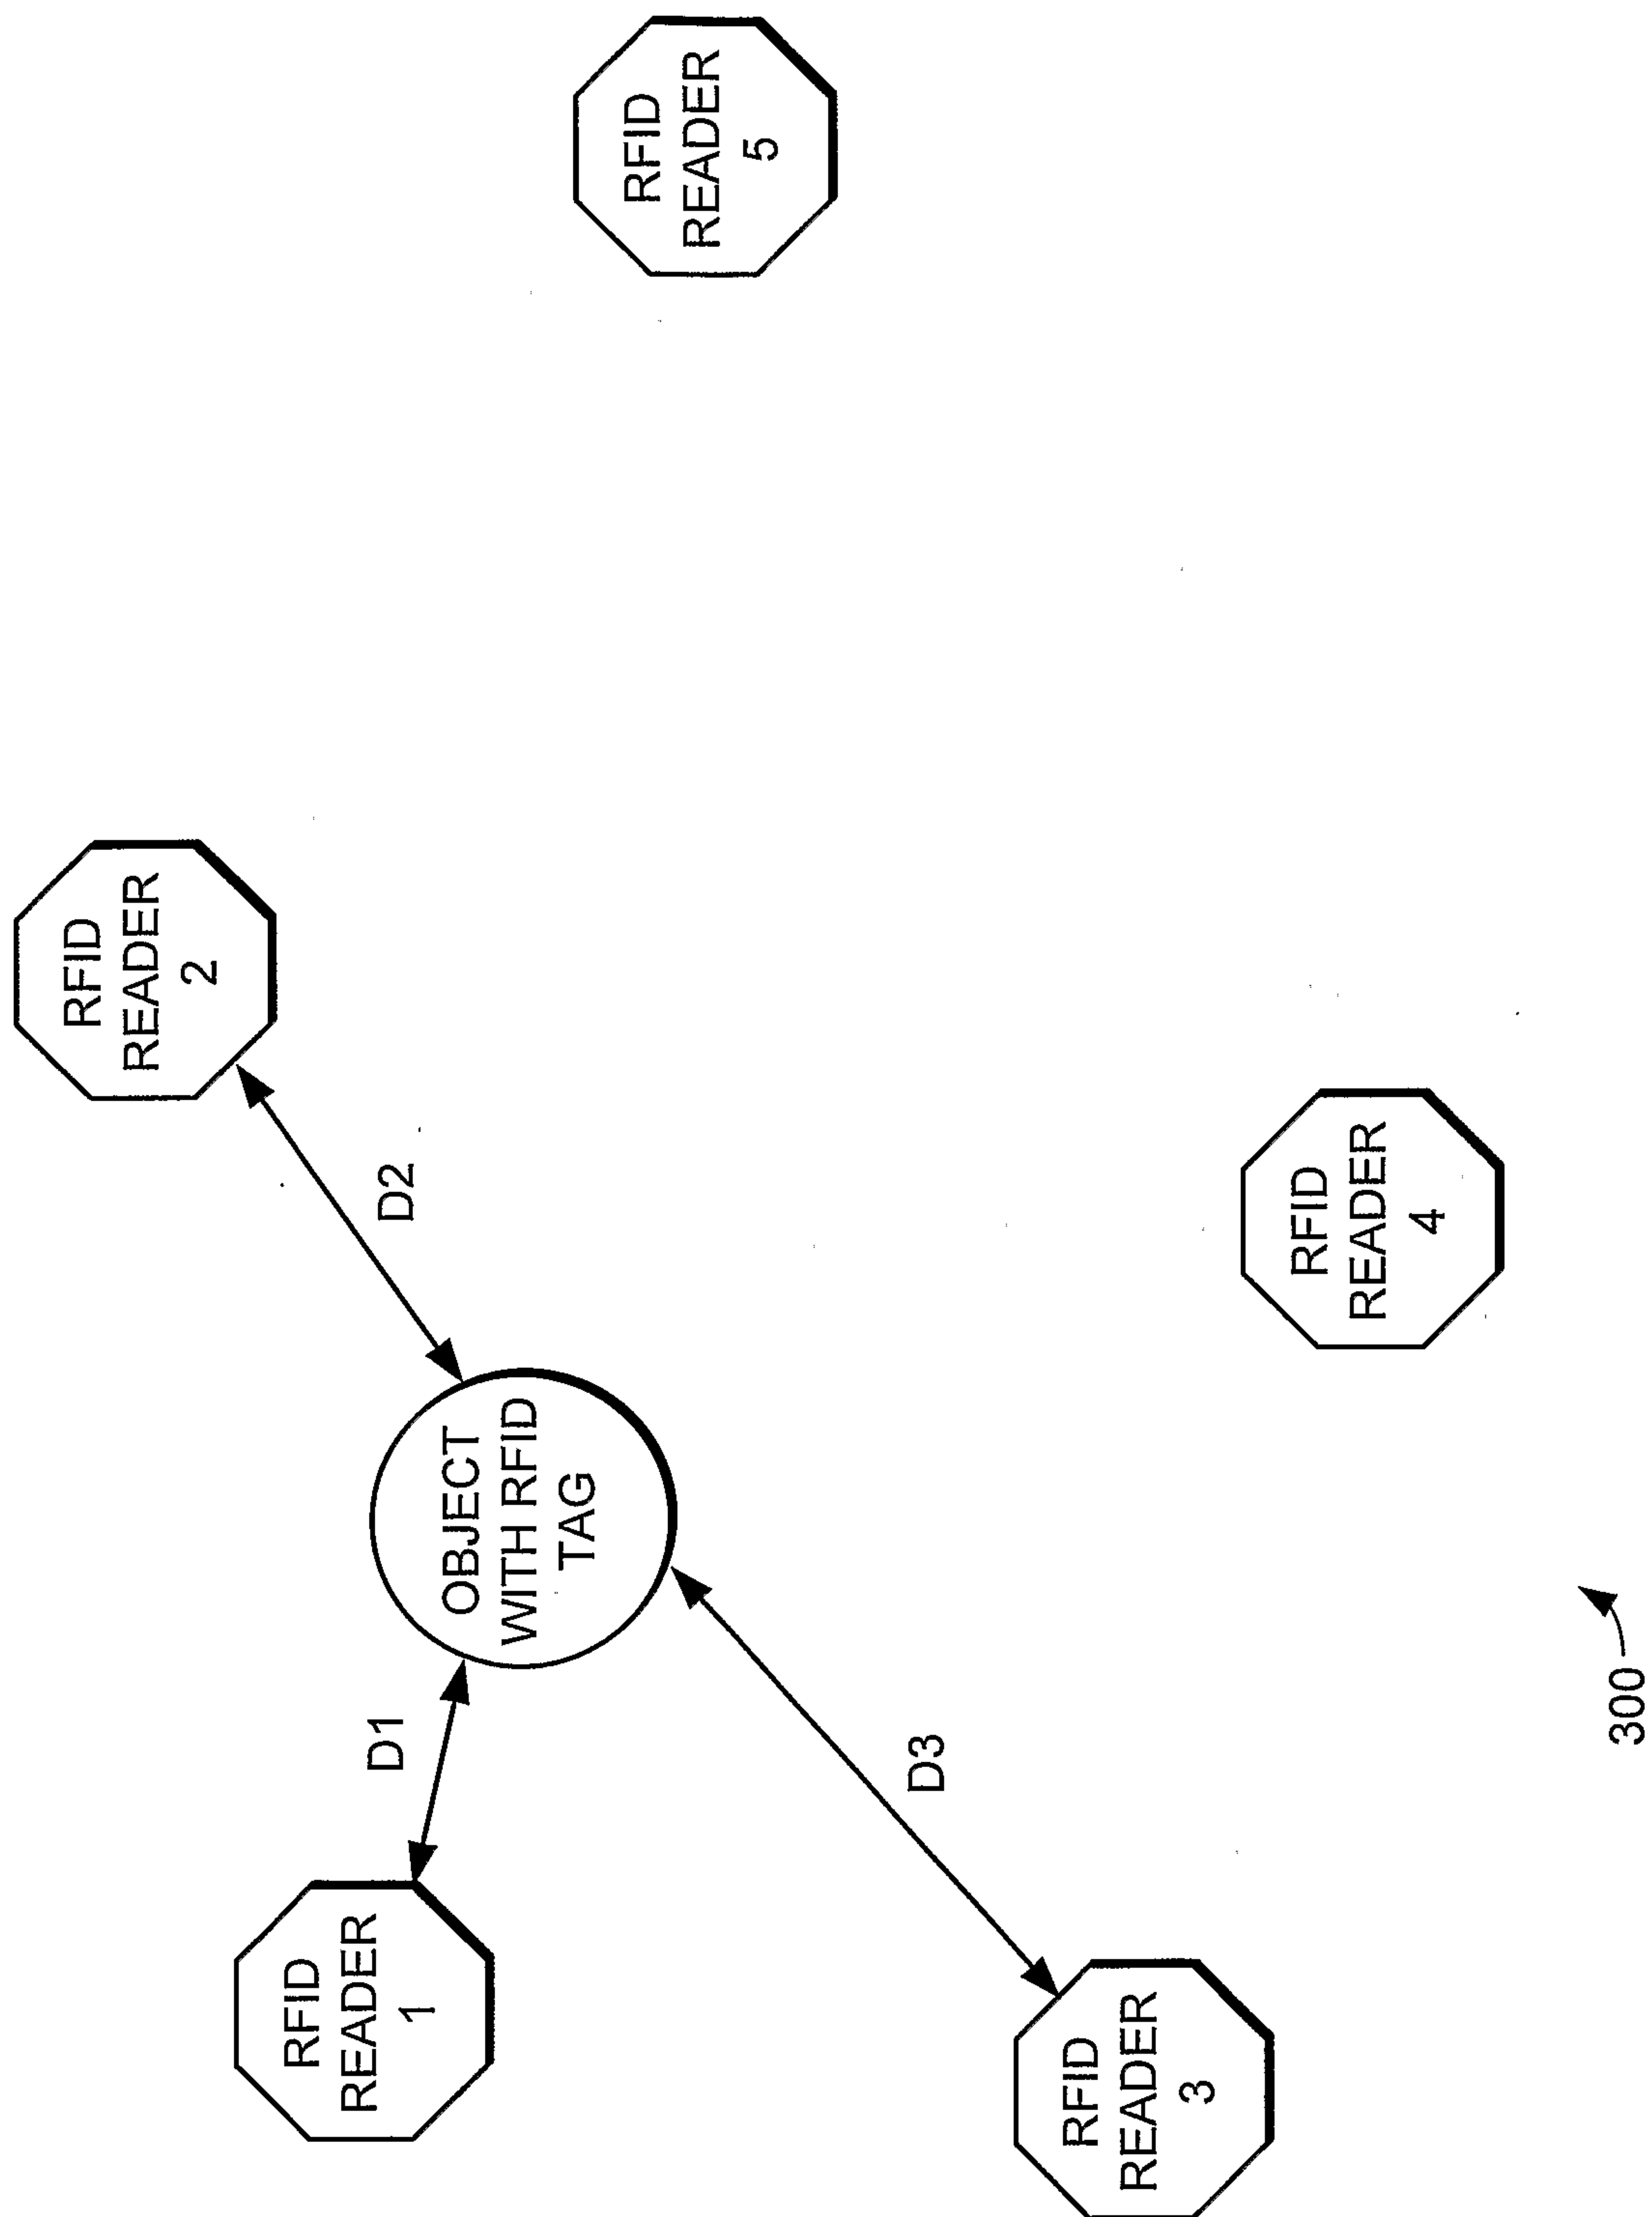 RFID
READER
1
D1
OBJECT
WITH RFID
TAG
D2
RFID
READER
2
RFID
READER
5
D3
RFID
READER
3
RFID
READER
4
300